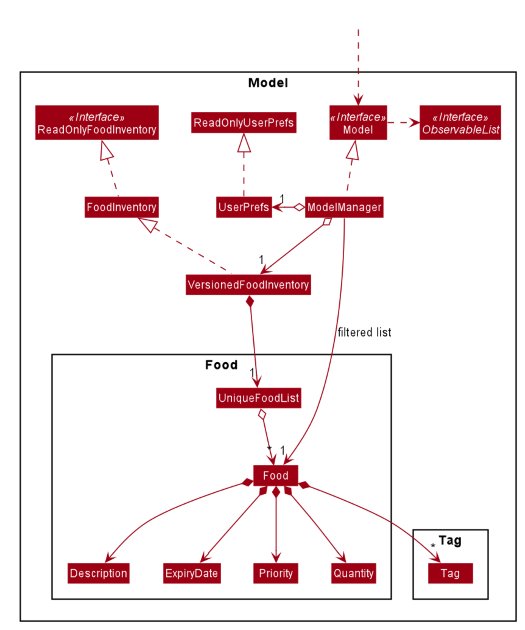 Model
«Interface»
ReadOnlyFoodInventory
ReadOnlyUserPrefs
«Interface»
Model
«Interface»
ObservableList
FoodInventory
UserPrefs
1
ModelManager
1
VersionedFoodInventory
filtered list
Food
1
UniqueFoodList
*
1
Food
Tag
*
Description
ExpiryDate
Priority
Quantity
Tag